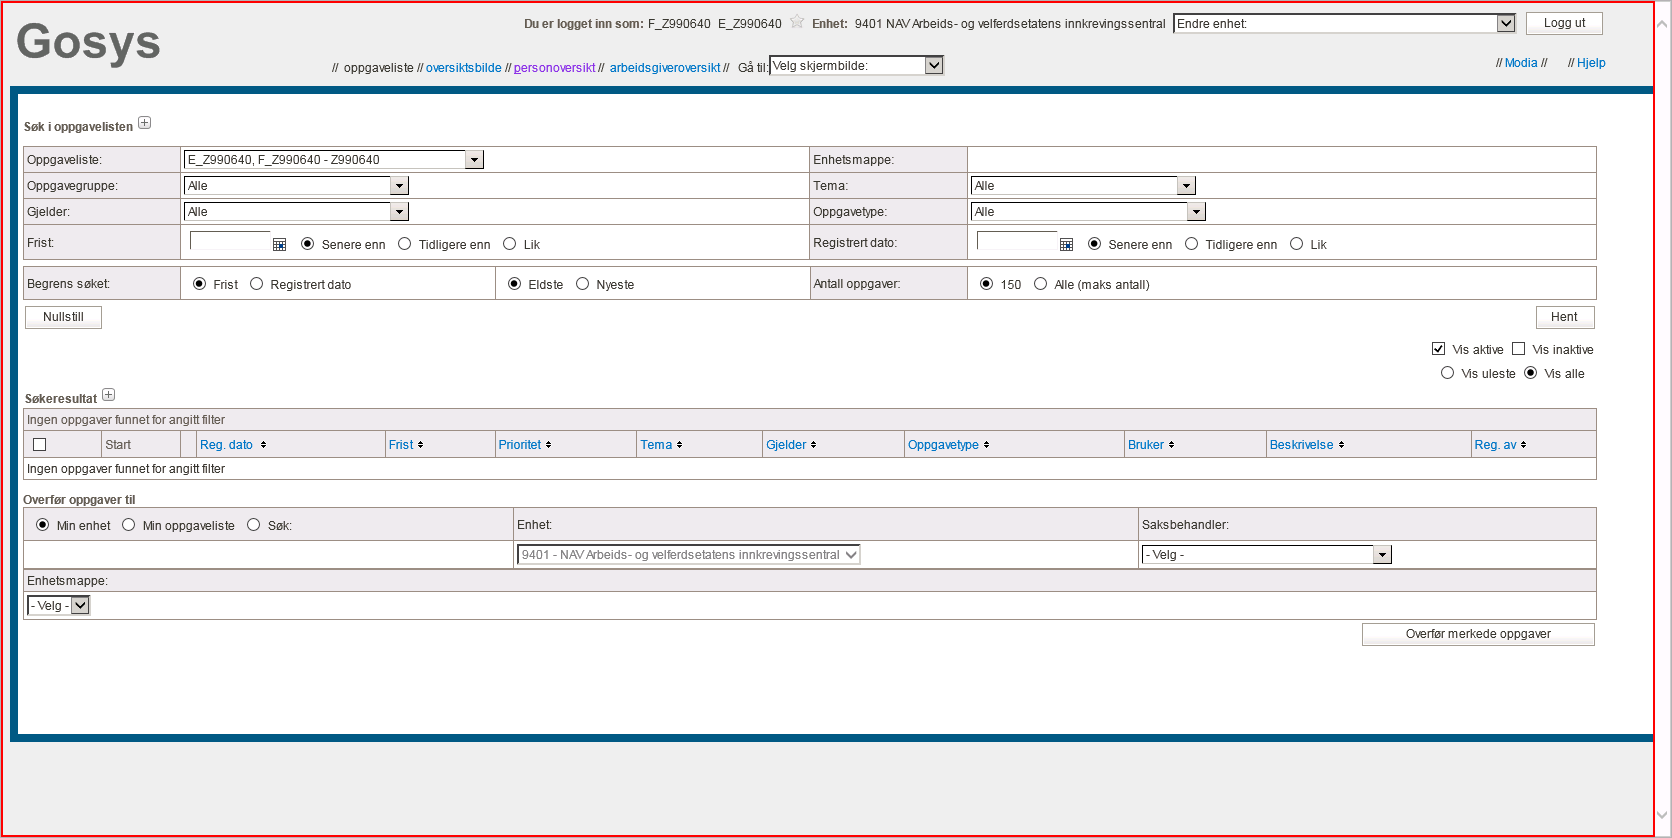 Gosys
Du er logget inn som: F_Z990640 E_Z990640 Enhet: 9401 NAV Arbeids- og velferdsetatens innkrevingssentral Endre enhet: Logg ut
// oppgaveliste // oversiktsbilde // personoversikt // arbeidsgiveroversikt // Gå til: Velg skjermbilde: // Modia // // Hjelp
Søk i oppgavelisten
Oppgaveliste: E_Z990640, F_Z990640 - Z990640 Enhetsmappe:
Oppgavegruppe: Alle Tema: Alle
Gjelder: Alle Oppgavetype: Alle
Frist: Senere enn Tidligere enn Lik Registrert dato: Senere enn Tidligere enn Lik
Begrens søket: Frist Registrert dato Eldste Nyeste Antall oppgaver: 150 Alle (maks antall)
Nullstill Hent
Vis aktive Vis inaktive
Vis uleste Vis alle
Søkeresultat
Ingen oppgaver funnet for angitt filter
Start Reg. dato Frist Prioritet Tema Gjelder Oppgavetype Bruker Beskrivelse Reg. av
Ingen oppgaver funnet for angitt filter
Overfør oppgaver til
Min enhet Min oppgaveliste Søk: Enhet: Saksbehandler:
9401 - NAV Arbeids- og velferdsetatens innkrevingssentral - Velg -
Enhetsmappe:
- Velg -
Overfør merkede oppgaver